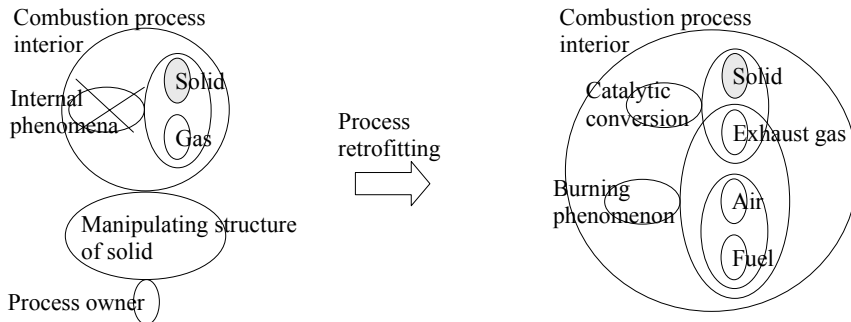 Combustion process
interior
Solid
Internal
phenomena
Gas
Manipulating structure
of solid
Process owner
Process
retrofitting
Combustion process
interior
Solid
Catalytic
conversion
Exhaust gas
Burning
phenomenon
Air
Fuel